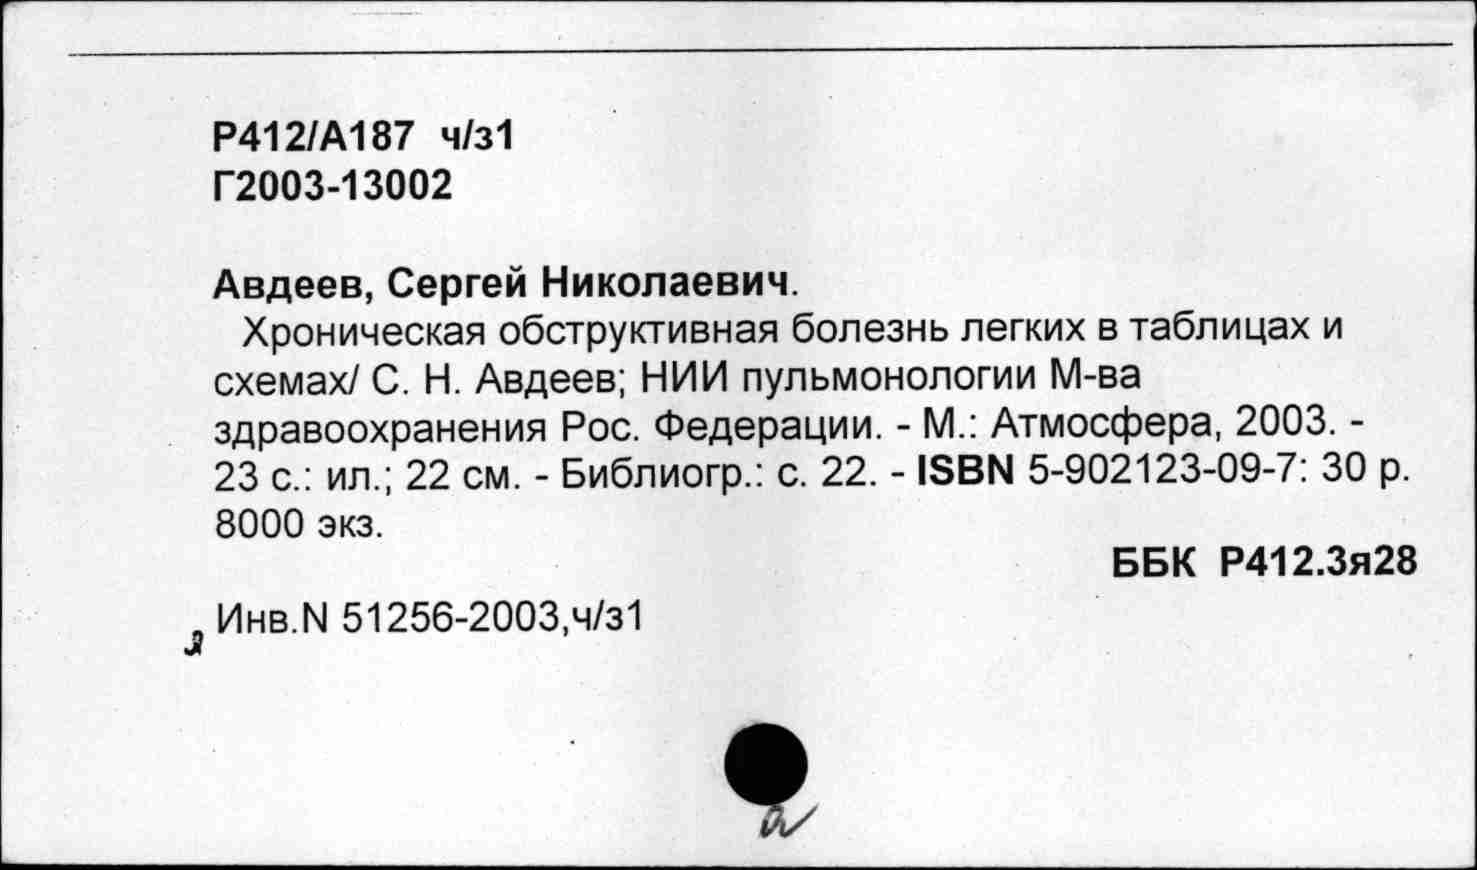 Р412/А187 ч/з1
Г2003-13002
Авдеев, Сергей Николаевич.
Хроническая обструктивная болезнь легких в таблицах и
схемах/ С. Н. Авдеев; НИИ пульмонологии М-ва
здравоохранения Рос. Федерации. - М.: Атмосфера, 2003. -
23 с.: ил.; 22 см. - Библиогр.: с. 22. - ISBN 5-902123-09-7: 30 р.
8000 экз.
ББК Р412.3я28
Инв.N 51256-2003,ч/з1